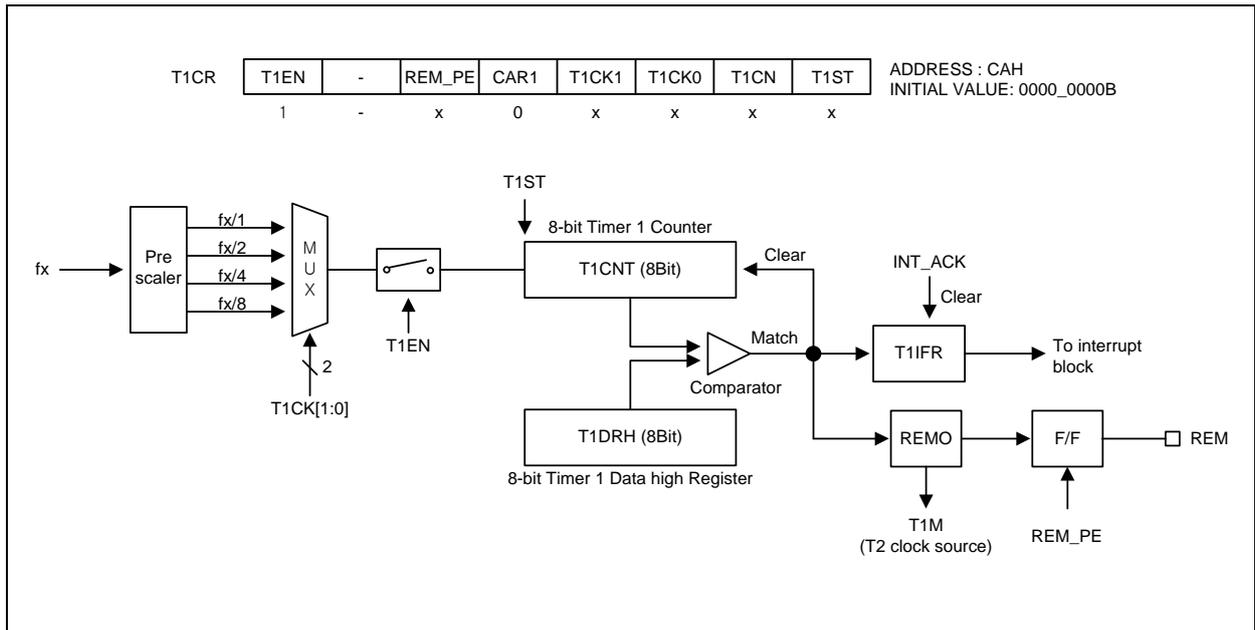 T1CR T1EN - REM_PE CAR1 T1CK1 T1CK0 T1CN T1ST ADDRESS : CAH
INITIAL VALUE: 0000_0000B
1 - x 0 x x x x
T1ST
8-bit Timer 1 Counter
fx
Pre
scaler
fx/1
fx/2
fx/4
fx/8
M
U
X
T1CNT (8Bit)
Clear
INT_ACK
Clear
T1EN
2
T1CK[1:0]
Match
Comparator
T1IFR
To interrupt
block
T1DRH (8Bit)
8-bit Timer 1 Data high Register
REMO
F/F
REM
T1M
(T2 clock source)
REM_PE